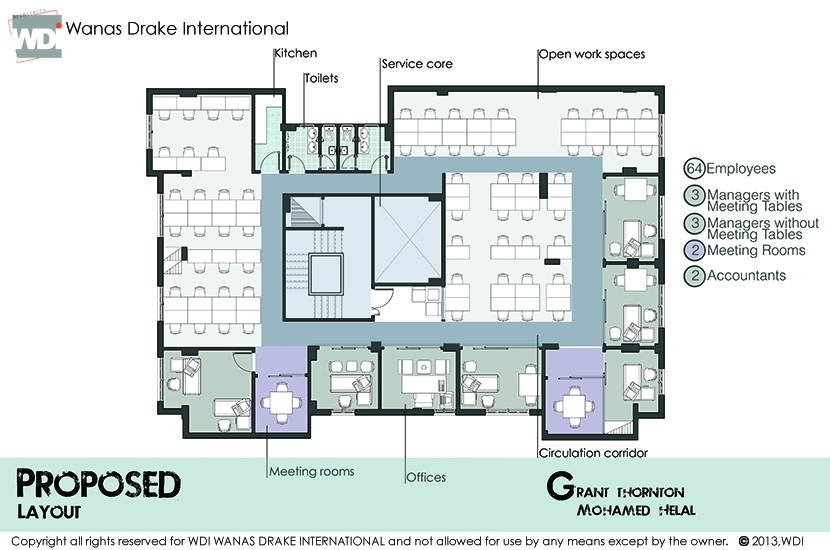 Architects
WD.
Wanas Drake International
Kitchen
Toilets
Service core
Open work spaces
64 Employees
3 Managers with
Meeting Tables
3 Managers without
Meeting Tables
2 Meeting Rooms
2 Accountants
Circulation corridor
Meeting rooms
Offices
PROPOSED
LAYOUT
GRANT THORNTON
MOHAMED HELAL
Copyright all rights reserved for WDI WANAS DRAKE INTERNATIONAL and not allowed for use by any means except by the owner. © 2013,WDI